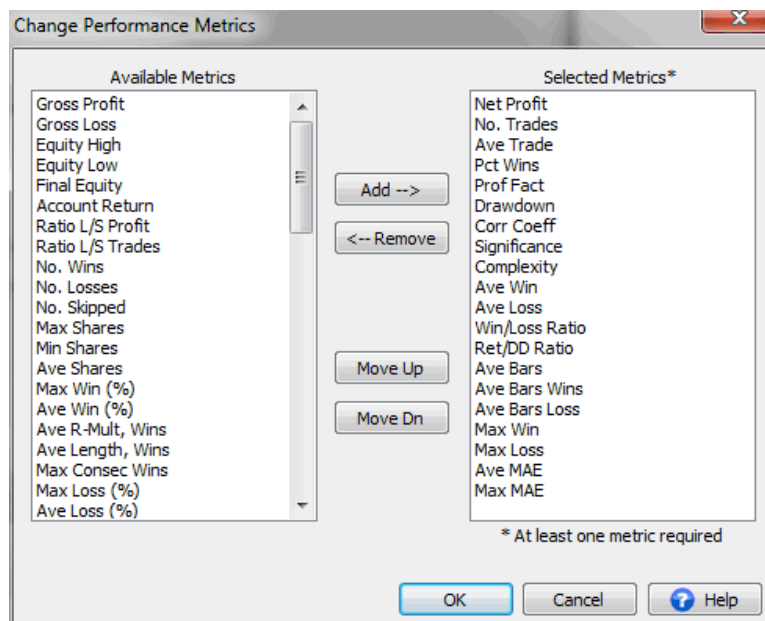 Change Performance Metrics
Available Metrics
Gross Profit
Gross Loss
Equity High
Equity Low
Final Equity
Account Return
Ratio L/S Profit
Ratio L/S Trades
No. Wins
No. Losses
No. Skipped
Max Shares
Min Shares
Ave Shares
Max Win (%)
Ave Win (%)
Ave R-Mult, Wins
Ave Length, Wins
Max Consec Wins
Max Loss (%)
Ave Loss (%)
Add -->
<-- Remove
Move Up
Move Dn
Selected Metrics*
Net Profit
No. Trades
Ave Trade
Pct Wins
Prof Fact
Drawdown
Corr Coeff
Significance
Complexity
Ave Win
Ave Loss
Win/Loss Ratio
Ret/DD Ratio
Ave Bars
Ave Bars Wins
Ave Bars Loss
Max Win
Max Loss
Ave MAE
Max MAE
* At least one metric required
OK
Cancel
Help